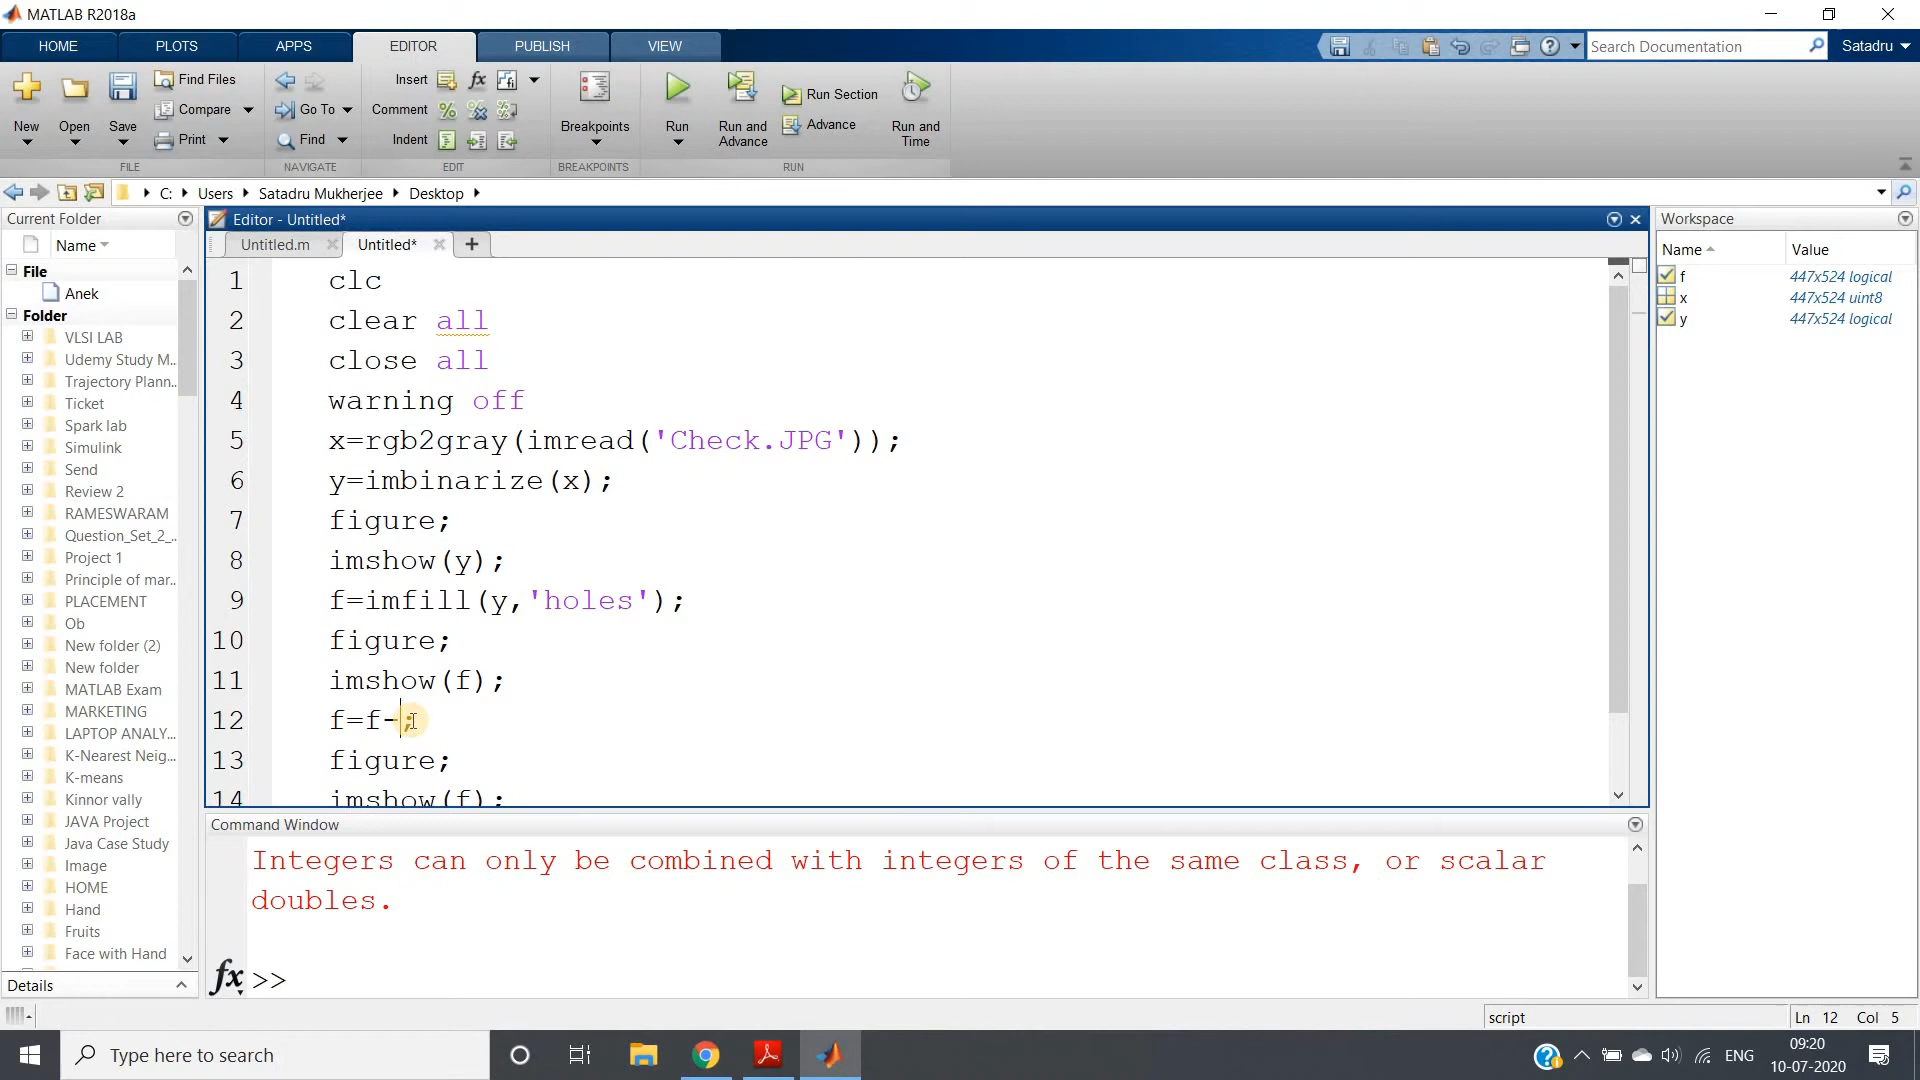 MATLAB R2018a
HOME PLOTS APPS EDITOR PUBLISH VIEW
Search Documentation
Satadru
New Open Save
Find Files
Compare
Print
FILE
Go To
Find
NAVIGATE
Insert fx
Comment
Indent
EDIT
Breakpoints
BREAKPOINTS
Run
Run and Advance
Run Section
Advance
Run and Time
RUN
C: Users Satadru Mukherjee Desktop
Current Folder
Name
File
Anek
Folder
VLSI LAB
Udemy Study M...
Trajectory Plann...
Ticket
Spark lab
Simulink
Send
Review 2
RAMESWARAM
Question_Set_2_...
Project 1
Principle of mar...
PLACEMENT
Ob
New folder (2)
New folder
MATLAB Exam
MARKETING
LAPTOP ANALY...
K-Nearest Neig...
K-means
Kinnor vally
JAVA Project
Java Case Study
Image
HOME
Hand
Fruits
Face with Hand
Details
Editor - Untitled*
Untitled.m Untitled*
1 clc
2 clear all
3 close all
4 warning off
5 x=rgb2gray(imread('Check.JPG'));
6 y=imbinarize(x);
7 figure;
8 imshow(y);
9 f=imfill(y,'holes');
10 figure;
11 imshow(f);
12 f=f-;
13 figure;
14 imshow(f);
Command Window
Integers can only be combined with integers of the same class, or scalar
doubles.
fx >>
Workspace
Name Value
f 447x524 logical
x 447x524 uint8
y 447x524 logical
script
Ln 12 Col 5
Type here to search
ENG
09:20
10-07-2020